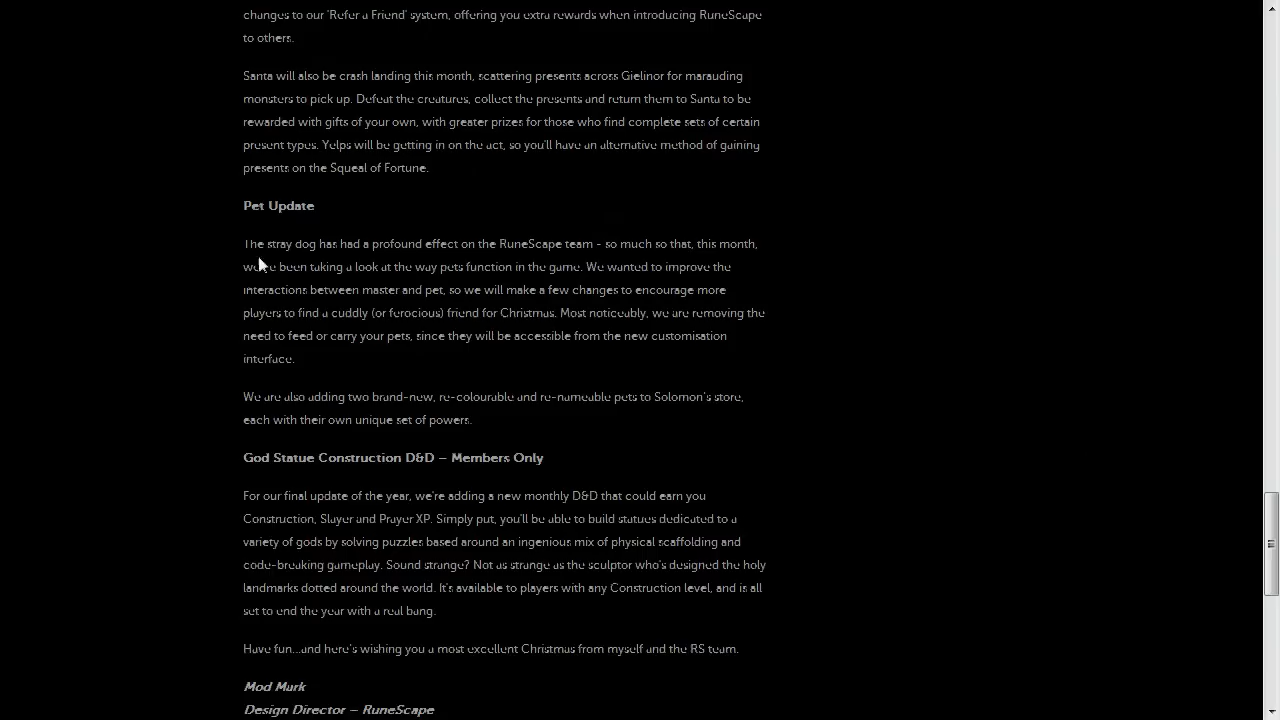 changes to our 'Refer a Friend' system, offering you extra rewards when introducing RuneScape
to others.
Santa will also be crash landing this month, scattering presents across Gielinor for marauding
monsters to pick up. Defeat the creatures, collect the presents and return them to Santa to be
rewarded with gifts of your own, with greater prizes for those who find complete sets of certain
present types. Yelps will be getting in on the act, so you'll have an alternative method of gaining
presents on the Squeal of Fortune.
Pet Update
The stray dog has had a profound effect on the RuneScape team - so much so that, this month,
we've been taking a look at the way pets function in the game. We wanted to improve the
interactions between master and pet, so we will make a few changes to encourage more
players to find a cuddly (or ferocious) friend for Christmas. Most noticeably, we are removing the
need to feed or carry your pets, since they will be accessible from the new customisation
interface.
We are also adding two brand-new, re-colourable and re-nameable pets to Solomon's store,
each with their own unique set of powers.
God Statue Construction D&D – Members Only
For our final update of the year, we're adding a new monthly D&D that could earn you
Construction, Slayer and Prayer XP. Simply put, you'll be able to build statues dedicated to a
variety of gods by solving puzzles based around an ingenious mix of physical scaffolding and
code-breaking gameplay. Sound strange? Not as strange as the sculptor who's designed the holy
landmarks dotted around the world. It's available to players with any Construction level, and is all
set to end the year with a real bang.
Have fun...and here's wishing you a most excellent Christmas from myself and the RS team.
Mod Mark
Design Director – RuneScape